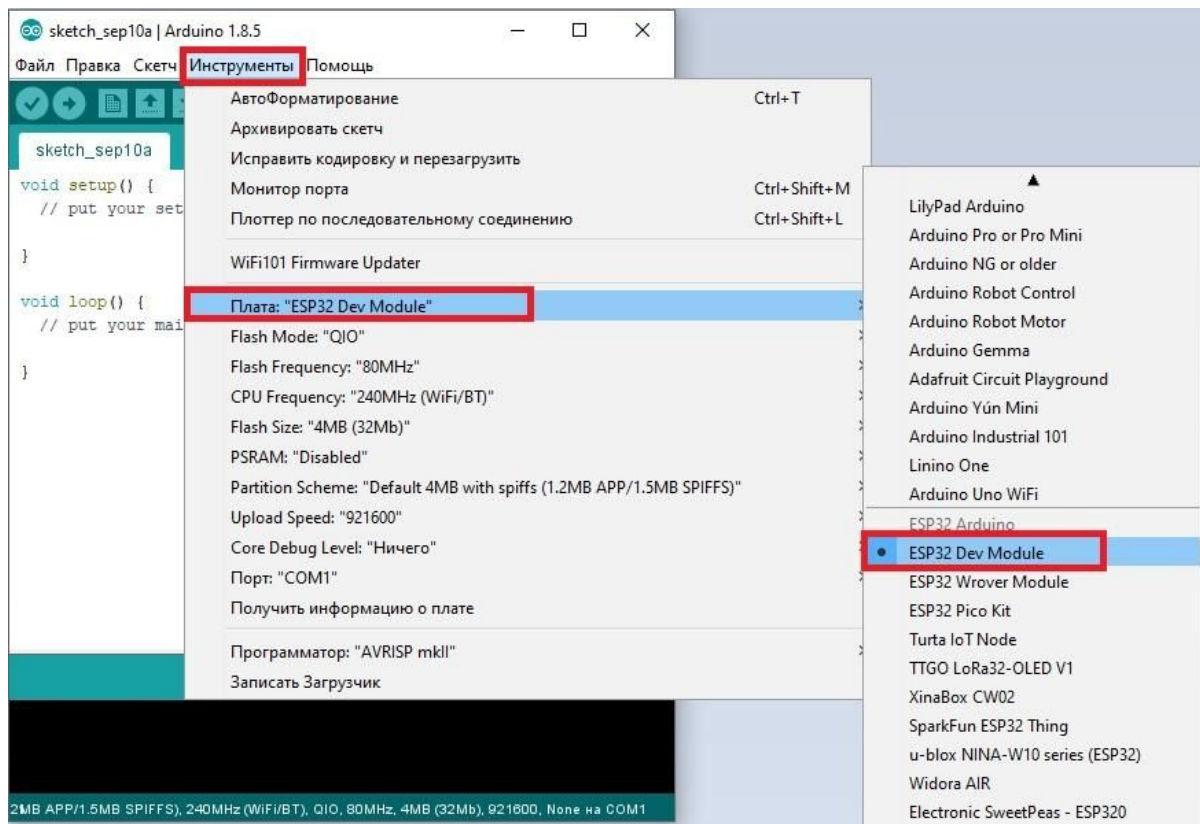 sketch_sep10a | Arduino 1.8.5
Файл Правка Скетч Инструменты Помощь
sketch_sep10a
void setup() {
// put your set
}
void loop() {
// put your mai
}
АвтоФорматирование Ctrl+T
Архивировать скетч
Исправить кодировку и перезагрузить
Монитор порта Ctrl+Shift+M
Плоттер по последовательному соединению Ctrl+Shift+L
WiFi101 Firmware Updater
Плата: "ESP32 Dev Module"
Flash Mode: "QIO"
Flash Frequency: "80MHz"
CPU Frequency: "240MHz (WiFi/BT)"
Flash Size: "4MB (32Mb)"
PSRAM: "Disabled"
Partition Scheme: "Default 4MB with spiffs (1.2MB APP/1.5MB SPIFFS)"
Upload Speed: "921600"
Core Debug Level: "Ничего"
Порт: "COM1"
Получить информацию о плате
Программатор: "AVRISP mkII"
Записать Загрузчик
LilyPad Arduino
Arduino Pro or Pro Mini
Arduino NG or older
Arduino Robot Control
Arduino Robot Motor
Arduino Gemma
Adafruit Circuit Playground
Arduino Yún Mini
Arduino Industrial 101
Linino One
Arduino Uno WiFi
ESP32 Arduino
ESP32 Dev Module
ESP32 Wrover Module
ESP32 Pico Kit
Turta IoT Node
TTGO LoRa32-OLED V1
XinaBox CW02
SparkFun ESP32 Thing
u-blox NINA-W10 series (ESP32)
Widora AIR
Electronic SweetPeas - ESP320
2MB APP/1.5MB SPIFFS), 240MHz (WiFi/BT), QIO, 80MHz, 4MB (32Mb), 921600, None на COM1